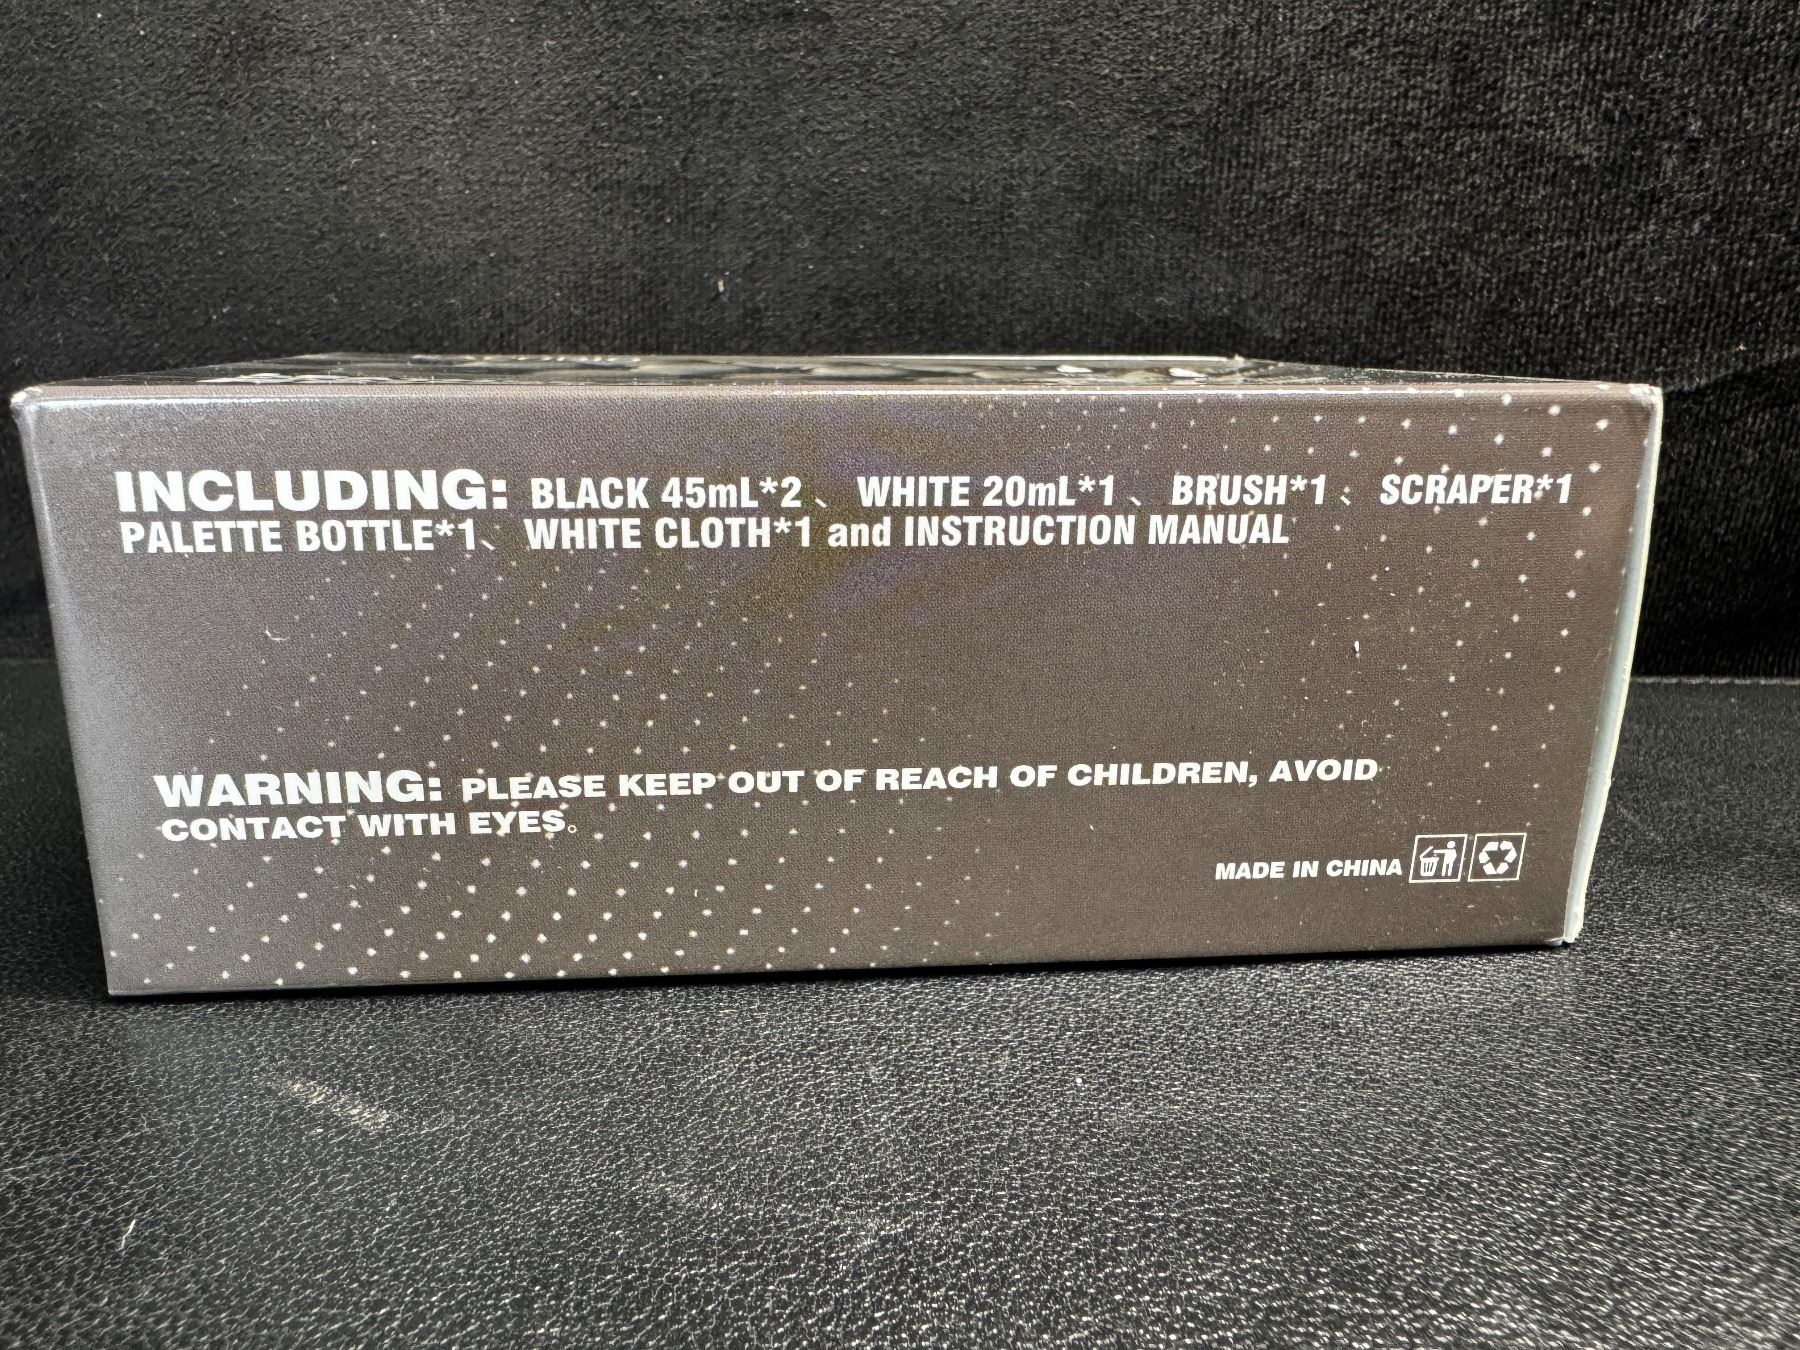 INCLUDING: BLACK 45mL*2 、 WHITE 20mL*1 、 BRUSH*1 、 SCRAPER*1
PALETTE BOTTLE*1、 WHITE CLOTH*1 and INSTRUCTION MANUAL
WARNING: PLEASE KEEP OUT OF REACH OF CHILDREN, AVOID
CONTACT WITH EYES。
MADE IN CHINA